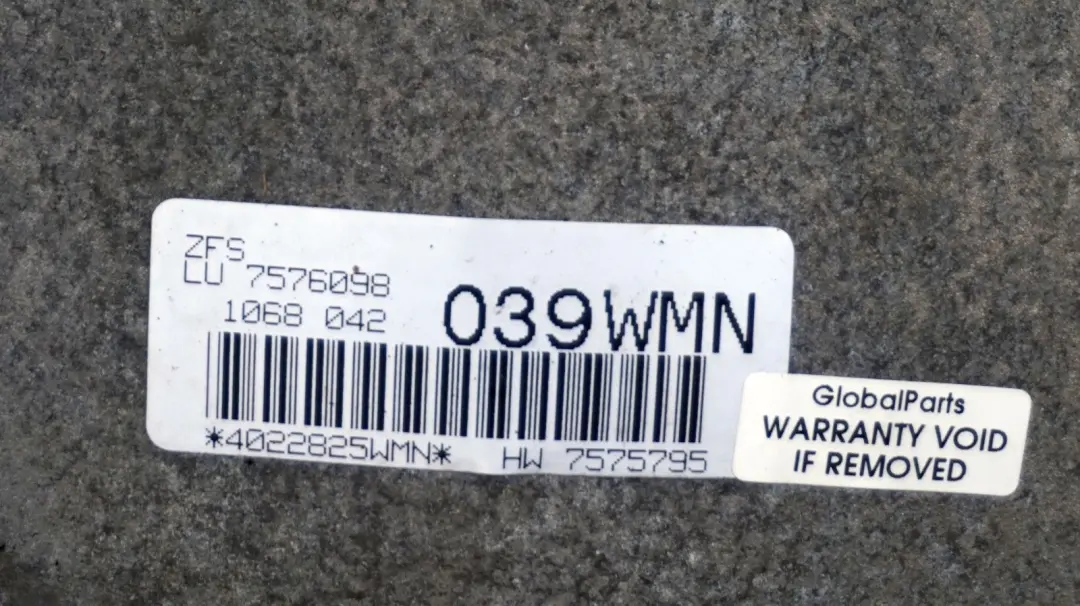 ZFS
LU 7576098
1068 042
039WMN
*4022825WMN* HW 7575795
GlobalParts
WARRANTY VOID
IF REMOVED